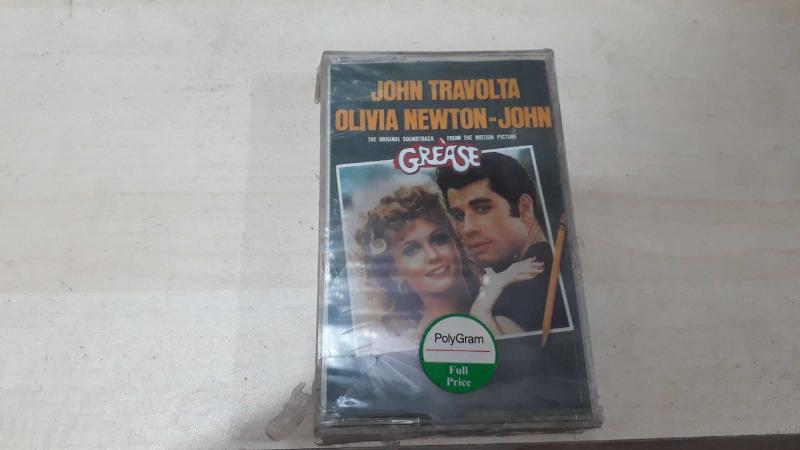 JOHN TRAVOLTA
OLIVIA NEWTON-JOHN
THE ORIGINAL SOUNDTRACK FROM THE MOTION PICTURE
GREASE
PolyGram
Full
Price